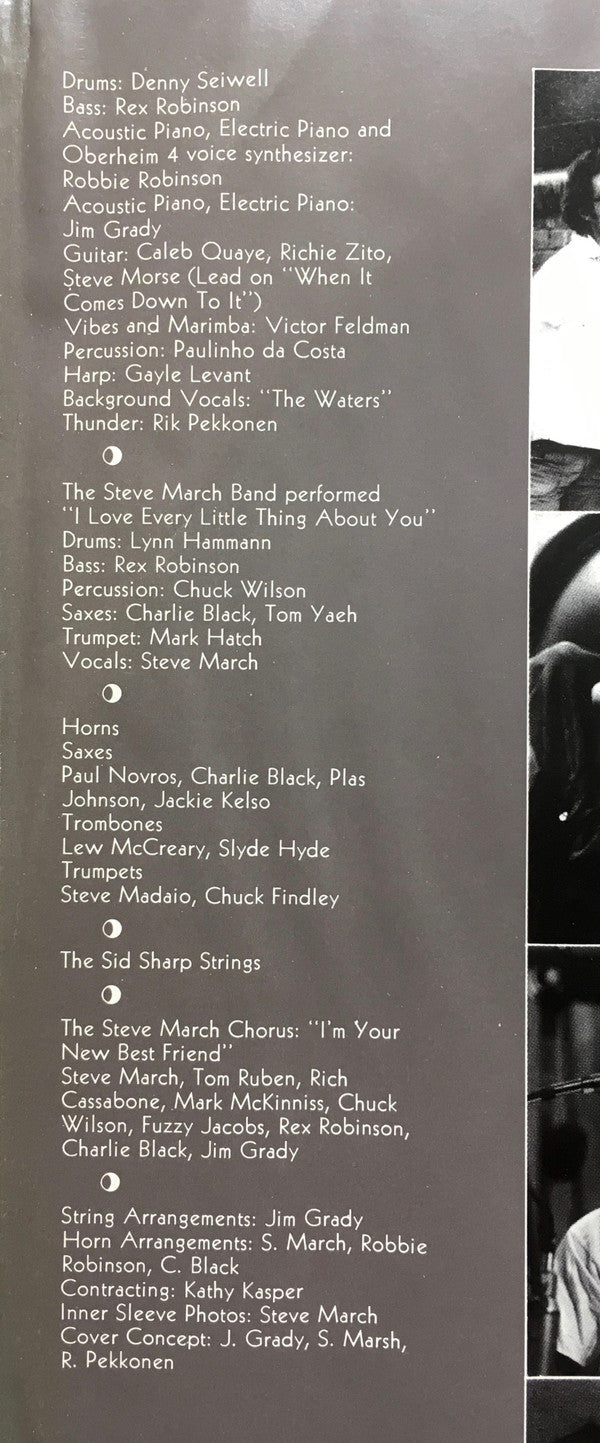 Drums: Denny Seiwell
Bass: Rex Robinson
Acoustic Piano, Electric Piano and
Oberheim 4 voice synthesizer:
Robbie Robinson
Acoustic Piano, Electric Piano:
Jim Grady
Guitar: Caleb Quaye, Richie Zito,
Steve Morse (Lead on "When It
Comes Down To It")
Vibes and Marimba: Victor Feldman
Percussion: Paulinho da Costa
Harp: Gayle Levant
Background Vocals: "The Waters"
Thunder: Rik Pekkonen
The Steve March Band performed
"I Love Every Little Thing About You"
Drums: Lynn Hammann
Bass: Rex Robinson
Percussion: Chuck Wilson
Saxes: Charlie Black, Tom Yaeh
Trumpet: Mark Hatch
Vocals: Steve March
Horns
Saxes
Paul Novros, Charlie Black, Plas
Johnson, Jackie Kelso
Trombones
Lew McCreary, Slyde Hyde
Trumpets
Steve Madaio, Chuck Findley
The Sid Sharp Strings
The Steve March Chorus: "I'm Your
New Best Friend"
Steve March, Tom Ruben, Rich
Cassabone, Mark McKinniss, Chuck
Wilson, Fuzzy Jacobs, Rex Robinson,
Charlie Black, Jim Grady
String Arrangements: Jim Grady
Horn Arrangements: S. March, Robbie
Robinson, C. Black
Contracting: Kathy Kasper
Inner Sleeve Photos: Steve March
Cover Concept: J. Grady, S. Marsh,
R. Pekkonen